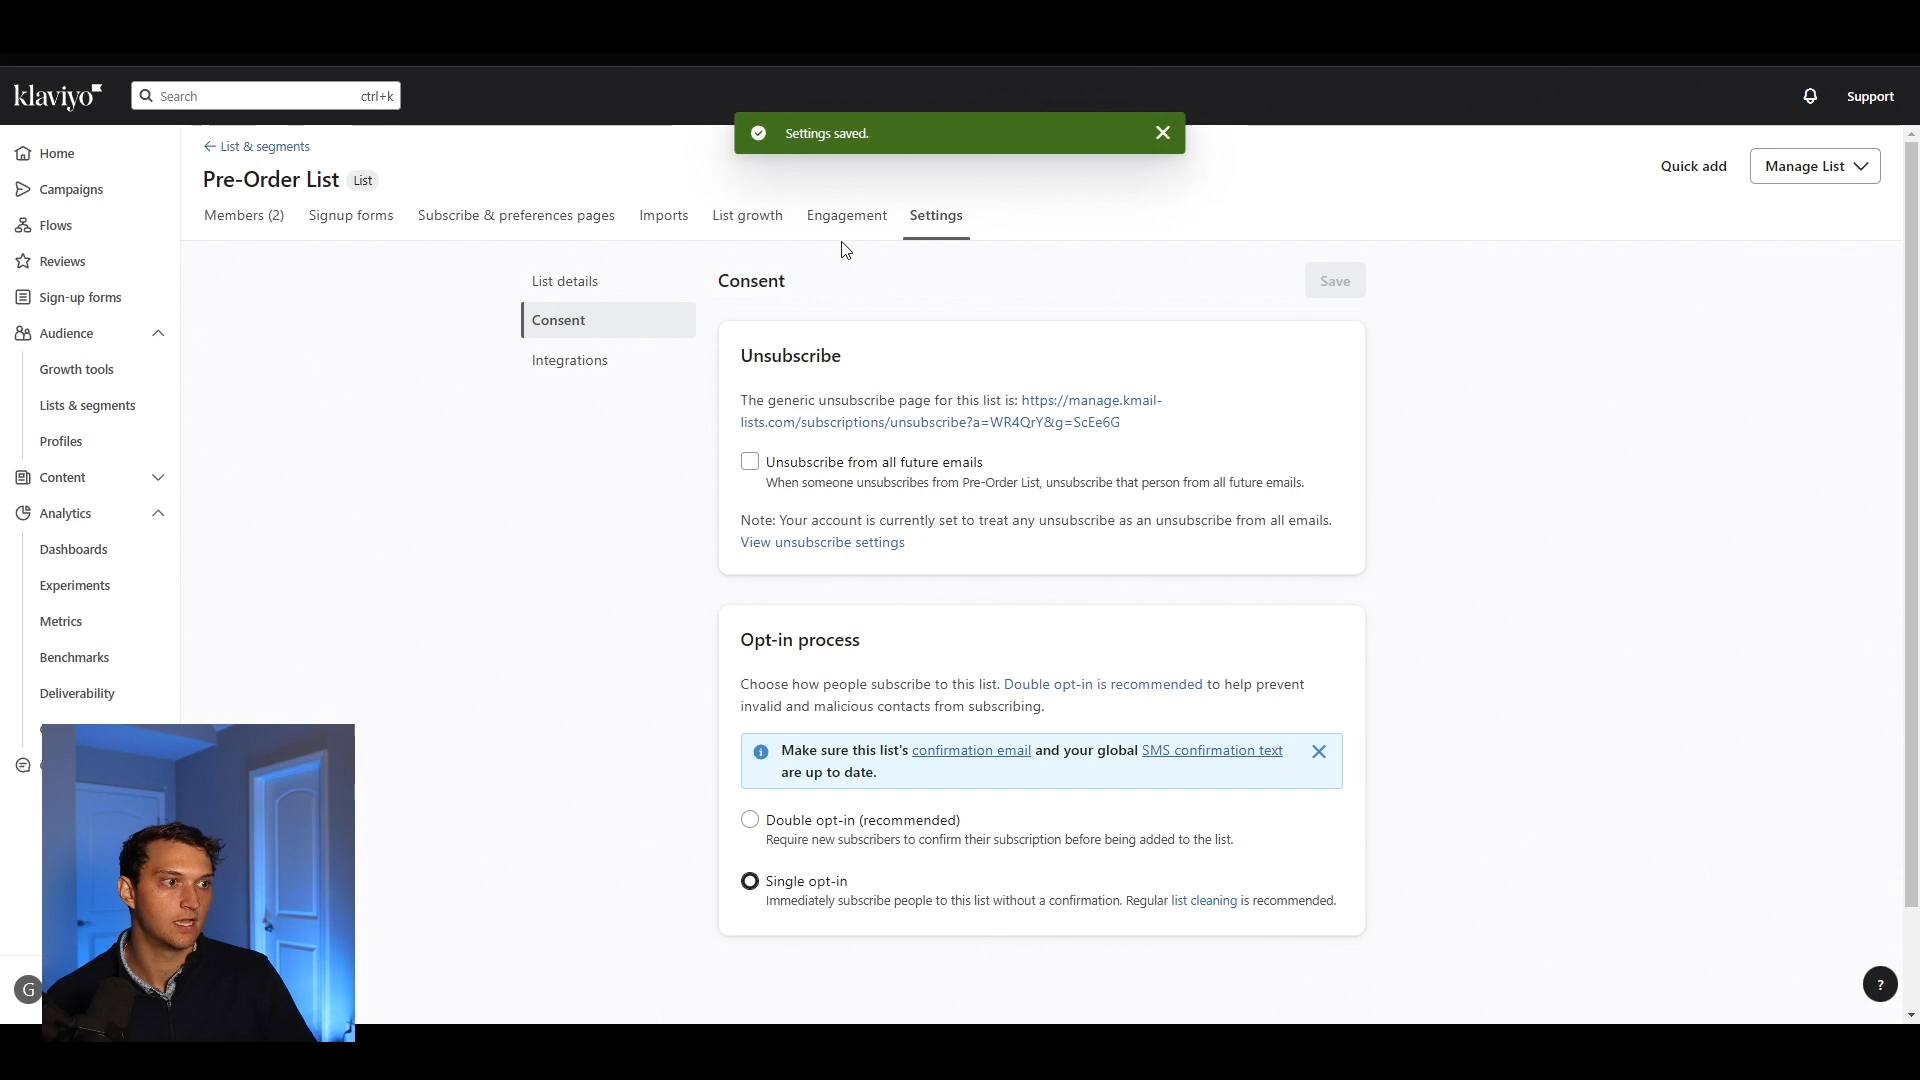 klaviyo
Search ctrl+k
Support
Settings saved.
Home
Campaigns
Flows
Reviews
Sign-up forms
Audience
Growth tools
Lists & segments
Profiles
Content
Analytics
Dashboards
Experiments
Metrics
Benchmarks
Deliverability
G
← List & segments
Pre-Order List List
Quick add
Manage List
Members (2) Signup forms Subscribe & preferences pages Imports List growth Engagement Settings
List details
Consent
Integrations
Consent
Save
Unsubscribe
The generic unsubscribe page for this list is: https://manage.kmail-
lists.com/subscriptions/unsubscribe?a=WR4QrY&g=ScEe6G
Unsubscribe from all future emails
When someone unsubscribes from Pre-Order List, unsubscribe that person from all future emails.
Note: Your account is currently set to treat any unsubscribe as an unsubscribe from all emails.
View unsubscribe settings
Opt-in process
Choose how people subscribe to this list. Double opt-in is recommended to help prevent
invalid and malicious contacts from subscribing.
Make sure this list's confirmation email and your global SMS confirmation text
are up to date.
Double opt-in (recommended)
Require new subscribers to confirm their subscription before being added to the list.
Single opt-in
Immediately subscribe people to this list without a confirmation. Regular list cleaning is recommended.
?